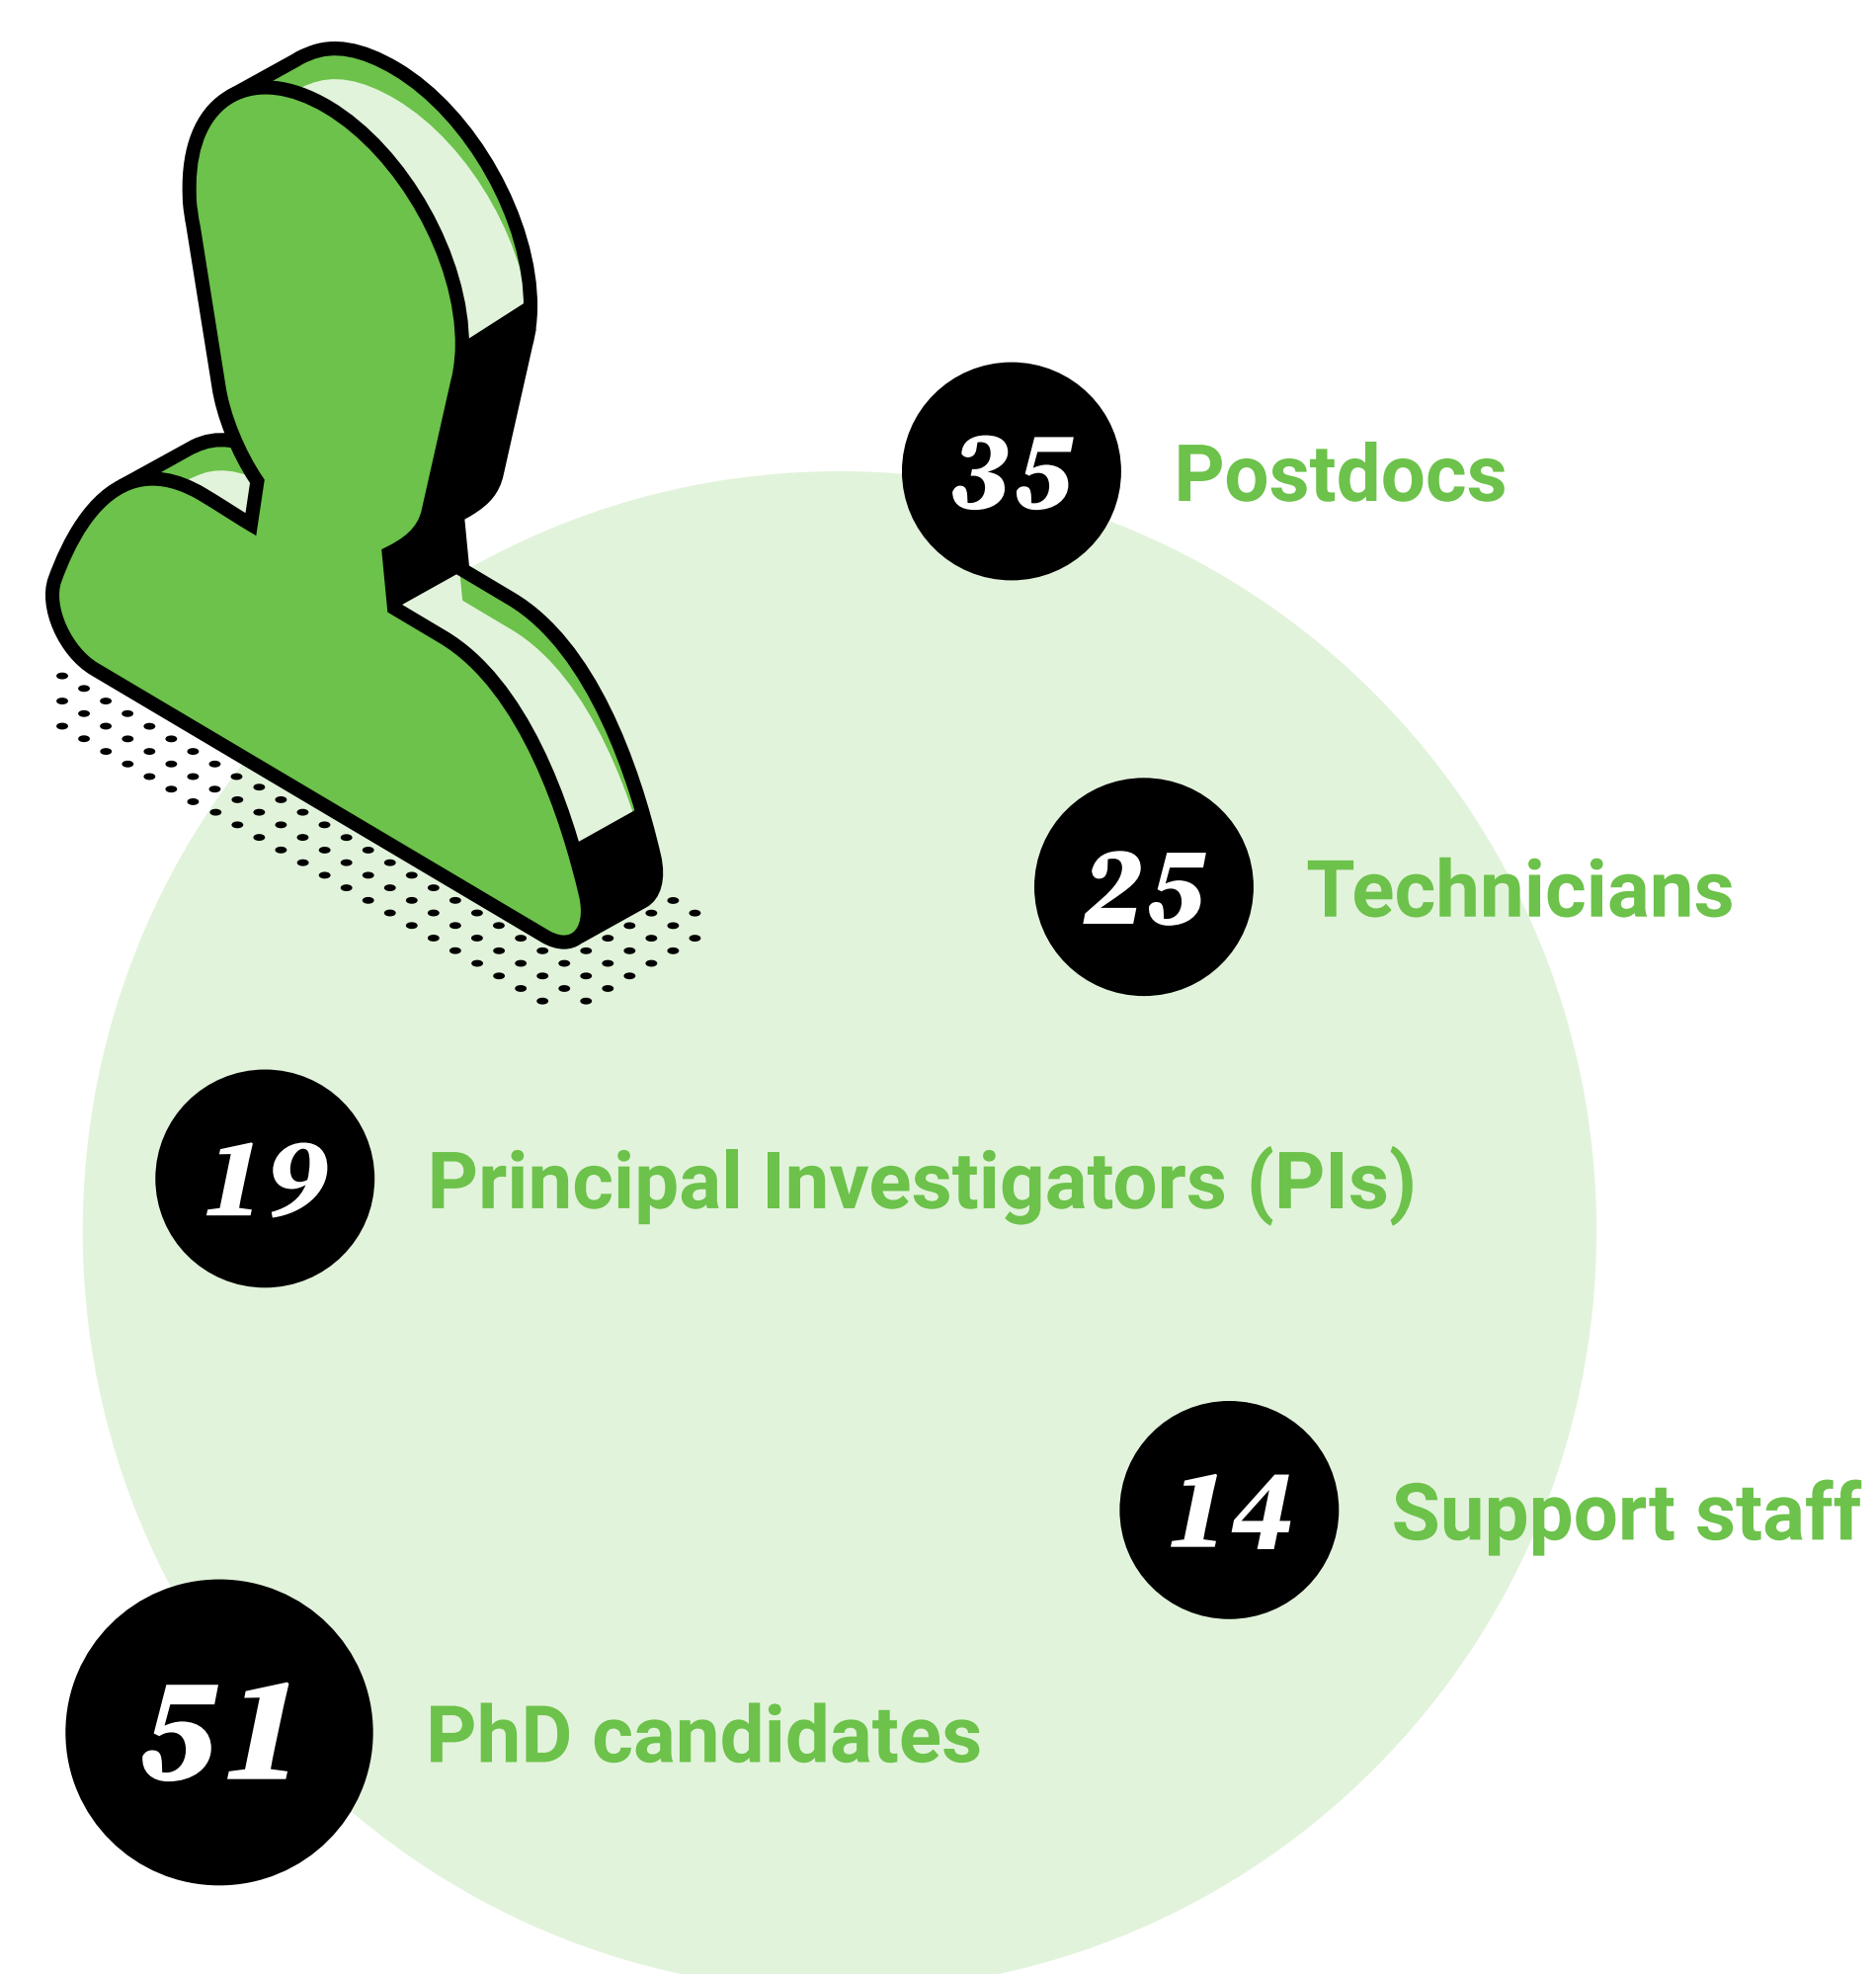 35 Postdocs
25 Technicians
19 Principal Investigators (PIs)
14 Support staff
51 PhD candidates